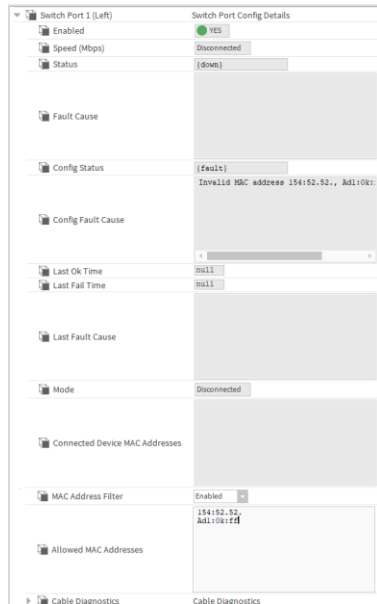 Switch Port 1 (Left) Switch Port Config Details
Enabled YES
Speed (Mbps) Disconnected
Status {down}
Fault Cause
Config Status {fault}
Config Fault Cause Invalid MAC address 154:52.52., Adl:0k:
Last Ok Time null
Last Fail Time null
Last Fault Cause
Mode Disconnected
Connected Device MAC Addresses
MAC Address Filter Enabled
Allowed MAC Addresses 154:52.52.
Adl:0k:ff
Cable Diagnostics Cable Diagnostics